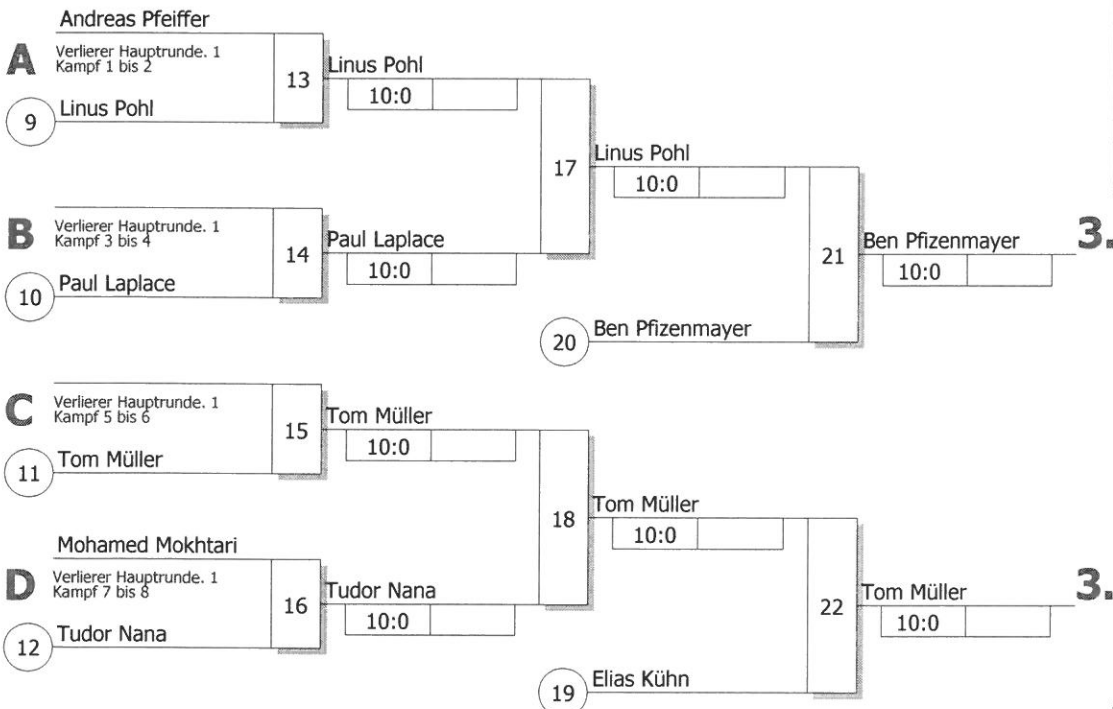 Andreas Pfeiffer
A
Verlierer Hauptrunde. 1
Kampf 1 bis 2
13
Linus Pohl
10:0
9
Linus Pohl
17
Linus Pohl
10:0
B
Verlierer Hauptrunde. 1
Kampf 3 bis 4
14
Paul Laplace
10:0
10
Paul Laplace
21
Ben Pfizenmayer
10:0
3.
20
Ben Pfizenmayer
C
Verlierer Hauptrunde. 1
Kampf 5 bis 6
15
Tom Müller
10:0
11
Tom Müller
18
Tom Müller
10:0
Mohamed Mokhtari
D
Verlierer Hauptrunde. 1
Kampf 7 bis 8
16
Tudor Nana
10:0
12
Tudor Nana
22
Tom Müller
10:0
3.
19
Elias Kühn